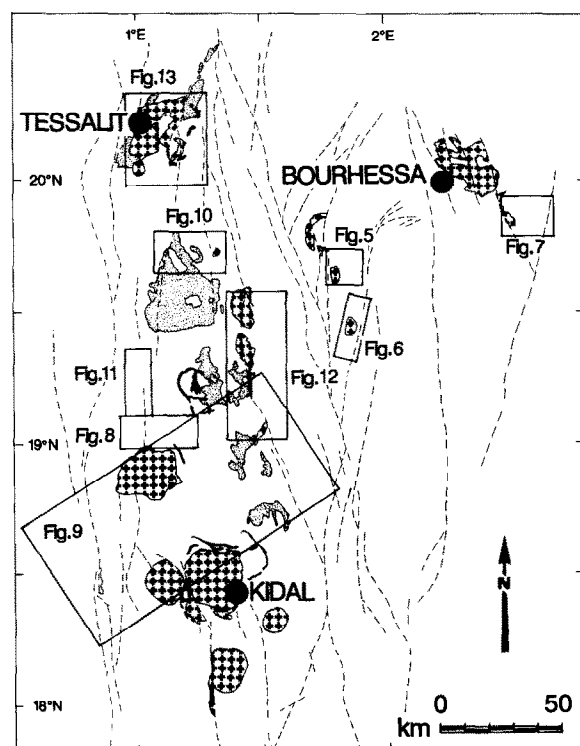 1°E
2°E
Fig.13
TESSALIT
BOURHESSA
20°N
Fig.10
Fig.5
Fig.7
Fig.6
Fig.11
Fig.12
Fig.8
19°N
Fig.9
N
KIDAL
18°N
0 50
km